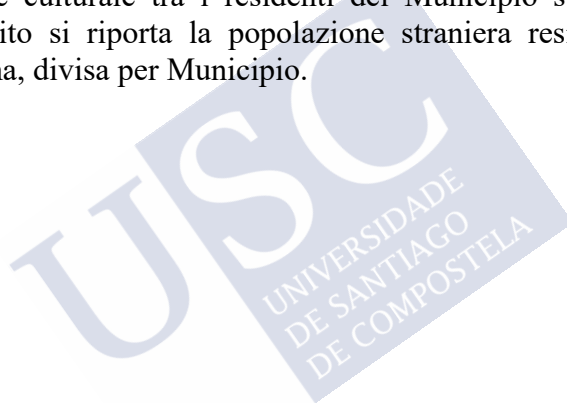 e culturale tra i residenti del Municipio s
ito si riporta la popolazione straniera res
na, divisa per Municipio.
USC
UNIVERSIDADE
DE SANTIAGO
DE COMPOSTELA